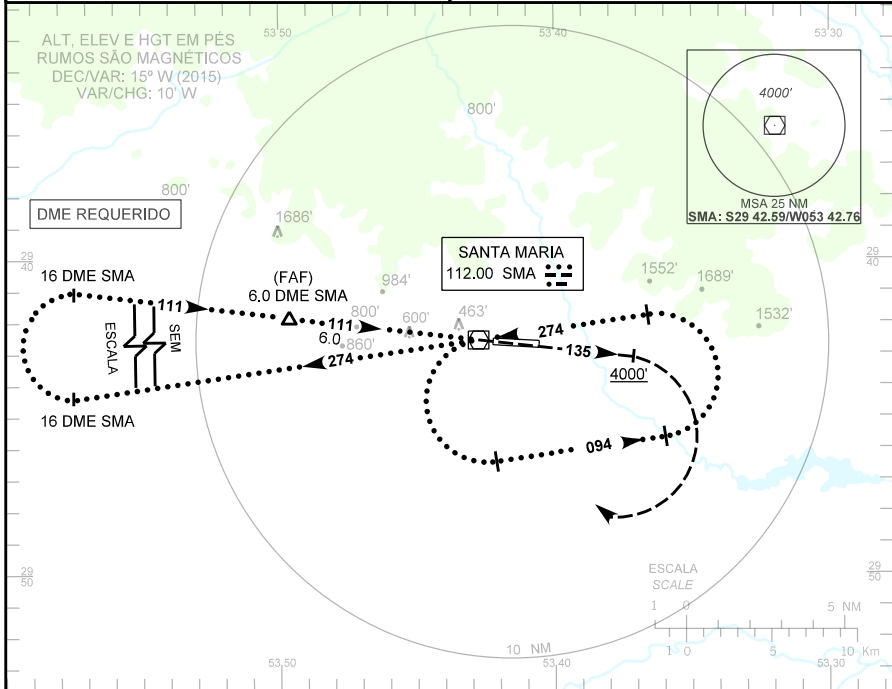 53,50
53,40
53,30
ALT, ELEV E HGT EM PÉS
RUMOS SÃO MAGNÉTICOS
DEC/VAR: 15º W (2015)
VAR/CHG: 10' W
4000'
MSA 25 NM
SMA: S29 42.59/W053 42.76
800'
800'
DME REQUERIDO
1686'
SANTA MARIA
112.00 SMA
29
40
29
40
16 DME SMA
(FAF)
6.0 DME SMA
984'
1552'
1689'
1532'
111
111
800'
600'
463'
6.0
860'
274
274
135
4000'
SEM
ESCALA
16 DME SMA
094
29
50
29
50
ESCALA
SCALE
1 0 5 NM
1 0 5 10 Km
10 NM
53,50
53,40
53,30